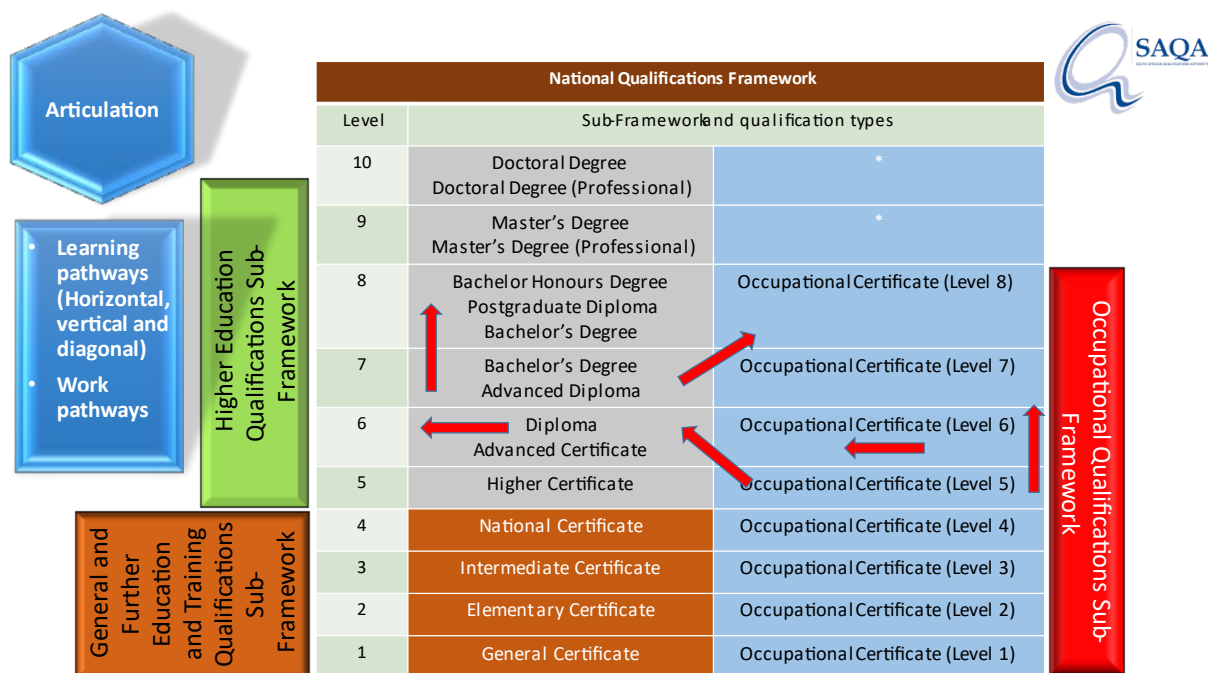 Articulation
SAQA
SOUTH AFRICAN QUALIFICATIONS AUTHORITY
National Qualifications Framework
Level
Sub-Framework and qualification types
10
Doctoral Degree
Doctoral Degree (Professional)
*
9
Master's Degree
Master's Degree (Professional)
*
8
Bachelor Honours Degree
Postgraduate Diploma
Bachelor's Degree
Occupational Certificate (Level 8)
7
Bachelor's Degree
Advanced Diploma
Occupational Certificate (Level 7)
6
Diploma
Advanced Certificate
Occupational Certificate (Level 6)
5
Higher Certificate
Occupational Certificate (Level 5)
4
National Certificate
Occupational Certificate (Level 4)
3
Intermediate Certificate
Occupational Certificate (Level 3)
2
Elementary Certificate
Occupational Certificate (Level 2)
1
General Certificate
Occupational Certificate (Level 1)
• Learning
pathways
(Horizontal,
vertical and
diagonal)
• Work
pathways
Higher Education
Qualifications Sub-
Framework
General and
Further
Education
and Training
Qualifications
Sub-
Framework
Occupational Qualifications Sub-
Framework